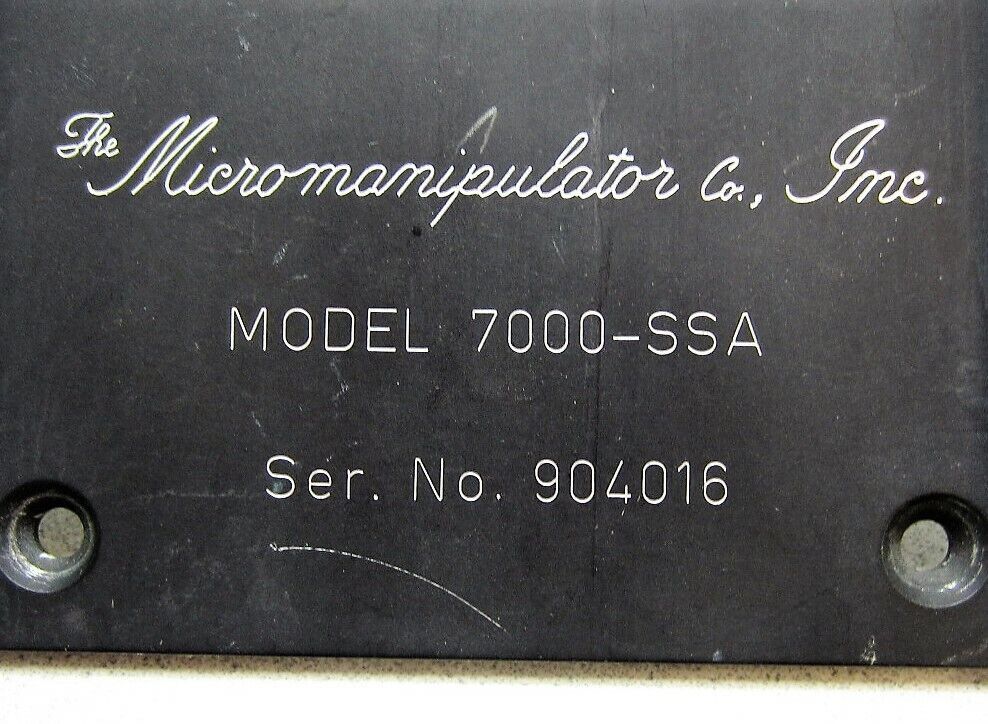 The Micromanipulator Co., Inc.
MODEL 7000-SSA
Ser. No. 904016